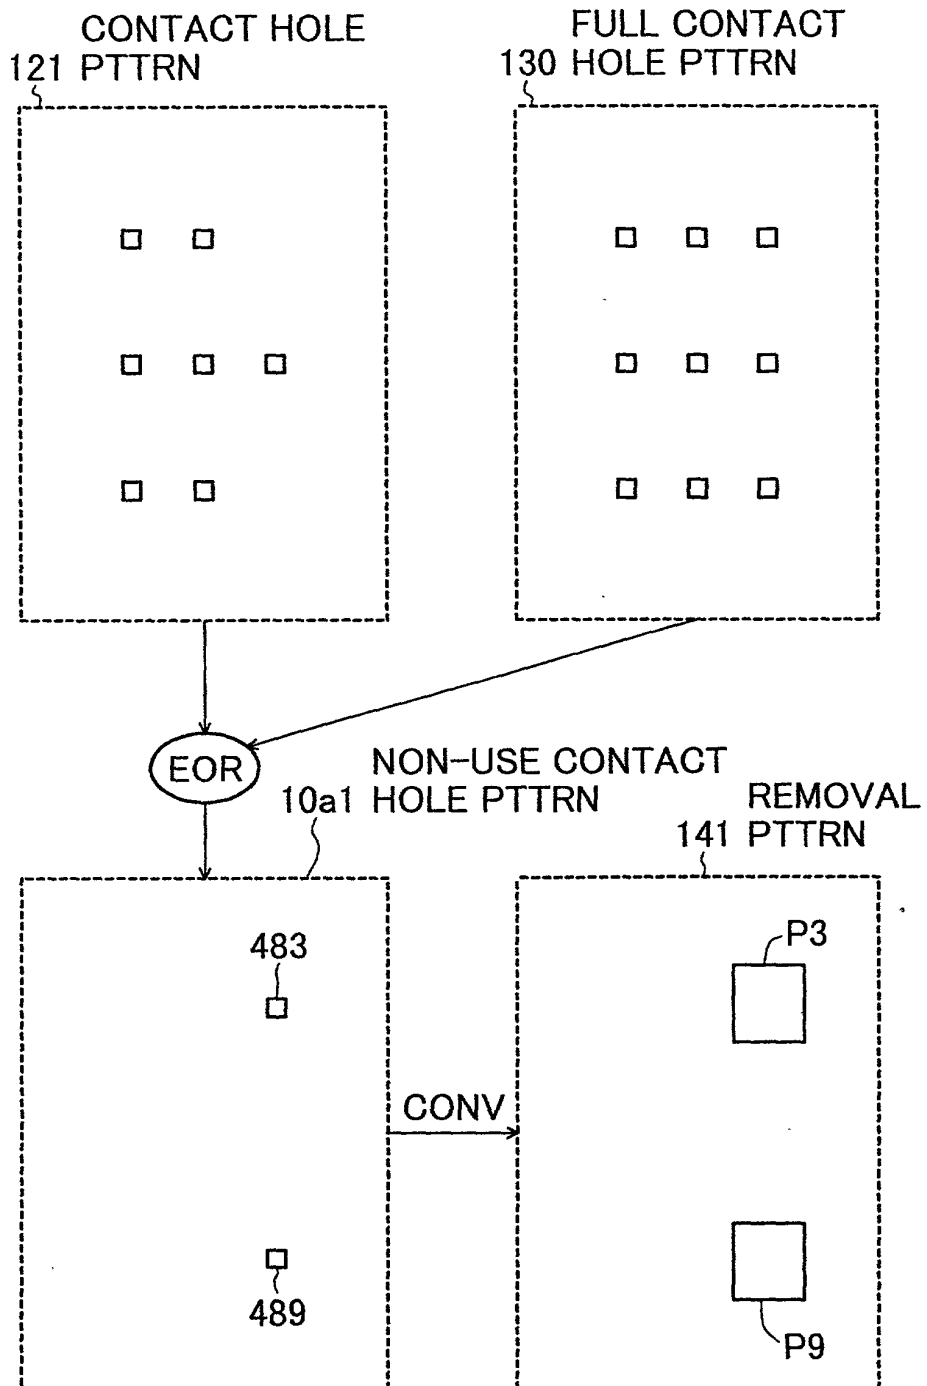 CONTACT HOLE
121 PTTRN
FULL CONTACT
130 HOLE PTTRN
EOR
NON-USE CONTACT
10a1 HOLE PTTRN
REMOVAL
141 PTTRN
483
P3
CONV
489
P9